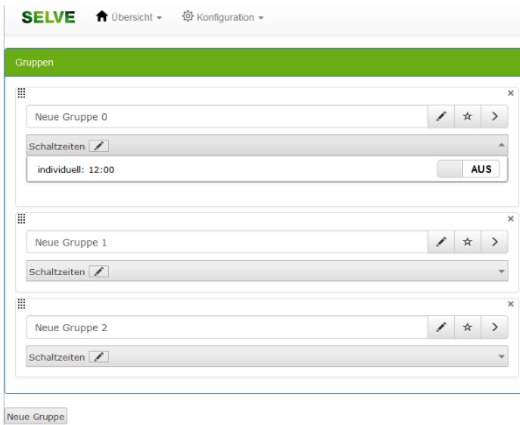 SELVE Übersicht Konfiguration
Gruppen
Neue Gruppe 0
Schaltzeiten
individuell: 12:00 AUS
Neue Gruppe 1
Schaltzeiten
Neue Gruppe 2
Schaltzeiten
Neue Gruppe